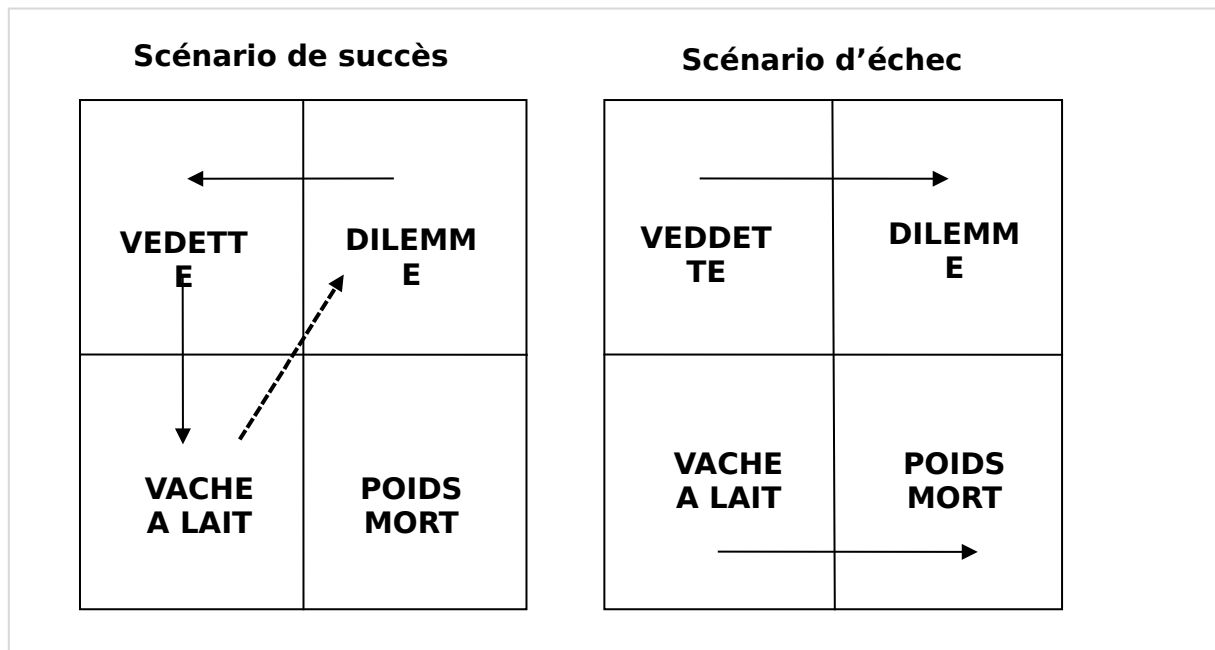 Scénario de succès
VEDETT
E
DILEMM
E
VACHE
A LAIT
POIDS
MORT
Scénario d’échec
VEDDET
TE
DILEMM
E
VACHE
A LAIT
POIDS
MORT